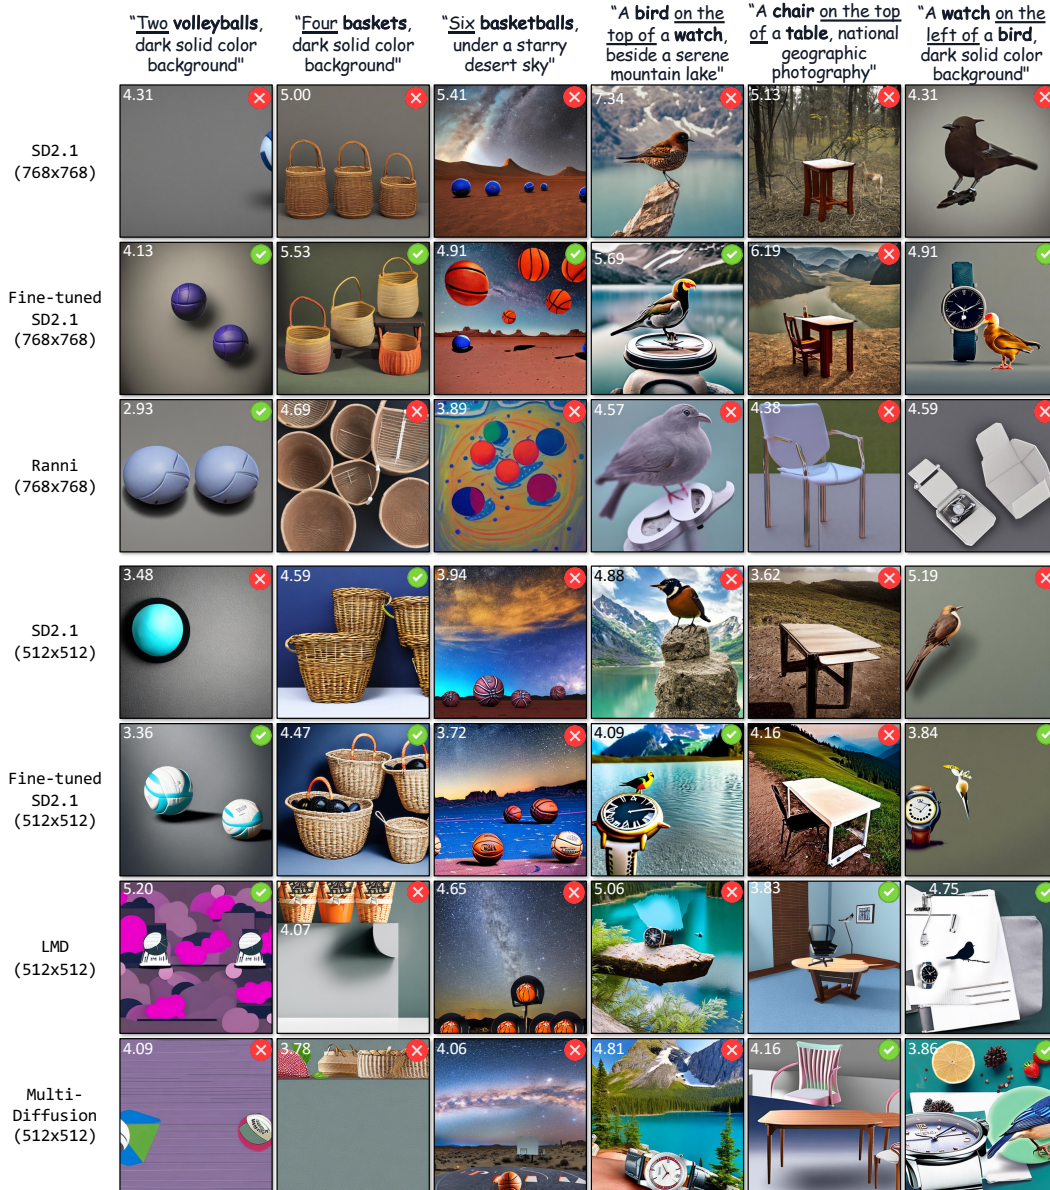 "Two volleyballs,
dark solid color
background"
"Four baskets,
dark solid color
background"
"Six basketballs,
under a starry
desert sky"
"A bird on the
top of a watch,
beside a serene
mountain lake"
"A chair on the top
of a table, national
geographic
photography"
"A watch on the
left of a bird,
dark solid color
background"
SD2.1
(768x768)
4.31
5.00
5.41
7.34
5.13
4.31
Fine-tuned
SD2.1
(768x768)
4.13
5.53
4.91
5.69
6.19
4.91
Ranni
(768x768)
2.93
4.69
3.89
4.57
4.38
4.59
SD2.1
(512x512)
3.48
4.59
3.94
4.88
3.62
5.19
Fine-tuned
SD2.1
(512x512)
3.36
4.47
3.72
4.09
4.16
3.84
LMD
(512x512)
5.20
4.07
4.65
5.06
3.83
4.75
Multi-
Diffusion
(512x512)
4.09
3.78
4.06
4.81
4.16
3.86